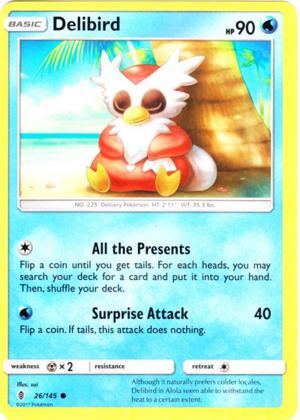 BASIC
Delibird HP 90
NO. 225 Delivery Pokémon HT: 2'11" WT: 35.3 lbs.
All the Presents
Flip a coin until you get tails. For each heads, you may
search your deck for a card and put it into your hand.
Then, shuffle your deck.
Surprise Attack 40
Flip a coin. If tails, this attack does nothing.
weakness × 2 resistance retreat
Illus. sui
26/145
©2017 Pokémon
Although it naturally prefers colder locales,
Delibird in Alola seem able to withstand heat to
some extent.